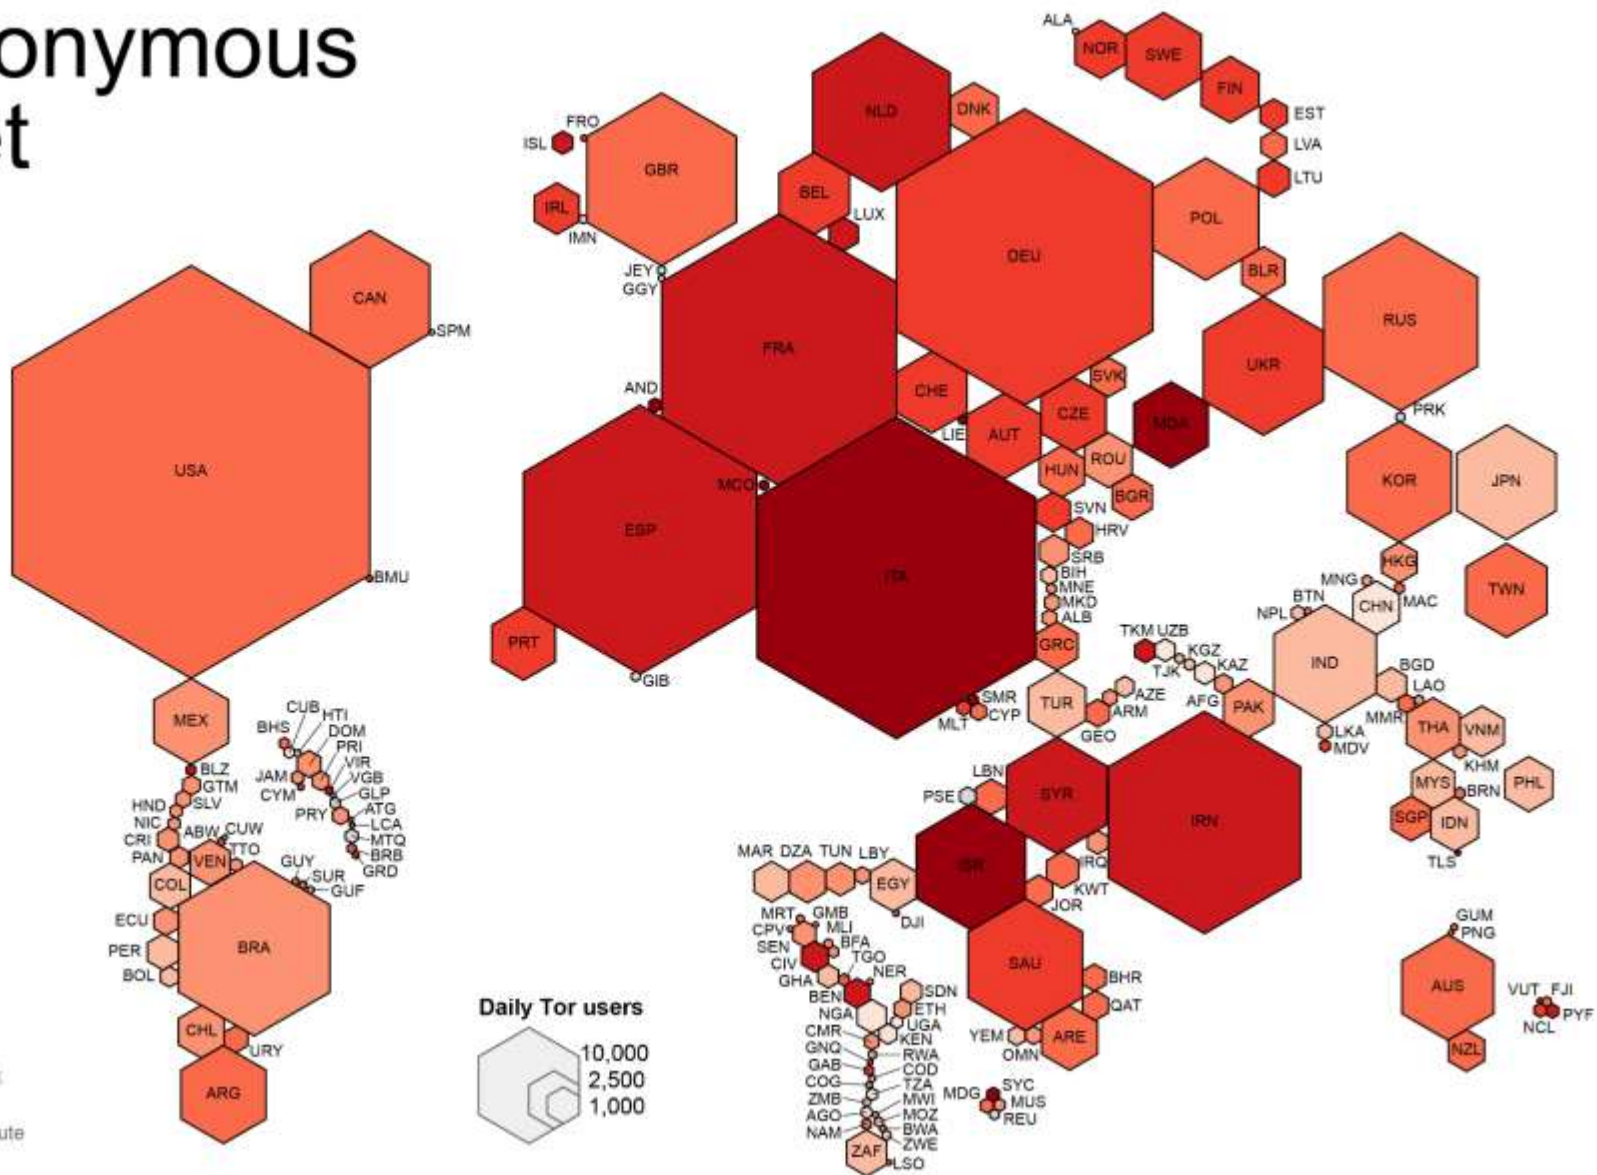 onymous
et
ALA
NOR
SWE
FIN
EST
LVA
LTU
FRO
ISL
GBR
IRL
IMN
JEY
GGY
NLD
DNK
BEL
LUX
DEU
POL
BLR
RUS
UKR
CAN
SPM
USA
BMU
FRA
AND
CHE
LIE
AUT
SVK
CZE
MDA
PRK
KOR
JPN
HUN
ROU
BGR
SVN
HRV
SRB
BIH
MNE
MKD
ALB
GRC
MCO
ESP
ITA
PRT
GIB
HKG
TWN
MNG
CHN
MAC
BTN
NPL
IND
TKM
UZB
TJK
KGZ
KAZ
AFG
PAK
BGD
LAO
MMR
THA
VNM
KHM
LKA
MDV
MYS
BRN
PHL
SGP
IDN
TLS
SMR
CYP
MLT
TUR
AZE
ARM
GEO
MEX
BLZ
GTM
SLV
HND
NIC
CRI
PAN
ABW
CUW
TTO
VEN
COL
GUY
SUR
GUF
ECU
PER
BOL
BRA
CHL
URY
ARG
CUB
BHS
HTI
DOM
PRI
VIR
VGB
GLP
JAM
CYM
PRY
ATG
LCA
MTQ
BRB
GRD
LBN
PSE
SYR
IRN
ISR
IRQ
KWT
JOR
MAR
DZA
TUN
LBY
EGY
DJI
SAU
BHR
QAT
ARE
YEM
OMN
MRT
GMB
CPV
MLI
SEN
BFA
CIV
TGO
GHA
NER
BEN
SDN
NGA
ETH
UGA
CMR
KEN
GNQ
RWA
GAB
COD
COG
TZA
ZMB
MWI
AGO
MOZ
NAM
BWA
ZWE
ZAF
LSO
MDG
SYC
MUS
REU
GUM
PNG
AUS
NZL
VUT
FJI
PYF
NCL
Daily Tor users
10,000
2,500
1,000
ute